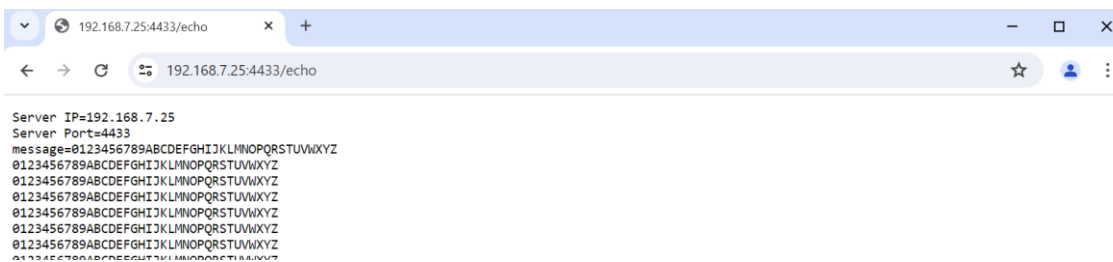 192.168.7.25:4433/echo
192.168.7.25:4433/echo
Server IP=192.168.7.25
Server Port=4433
message=0123456789ABCDEFGHIJKLMNOPQRSTUVWXYZ
0123456789ABCDEFGHIJKLMNOPQRSTUVWXYZ
0123456789ABCDEFGHIJKLMNOPQRSTUVWXYZ
0123456789ABCDEFGHIJKLMNOPQRSTUVWXYZ
0123456789ABCDEFGHIJKLMNOPQRSTUVWXYZ
0123456789ABCDEFGHIJKLMNOPQRSTUVWXYZ
0123456789ABCDEFGHIJKLMNOPQRSTUVWXYZ
0123456789ABCDEFGHIJKLMNOPQRSTUVWXYZ